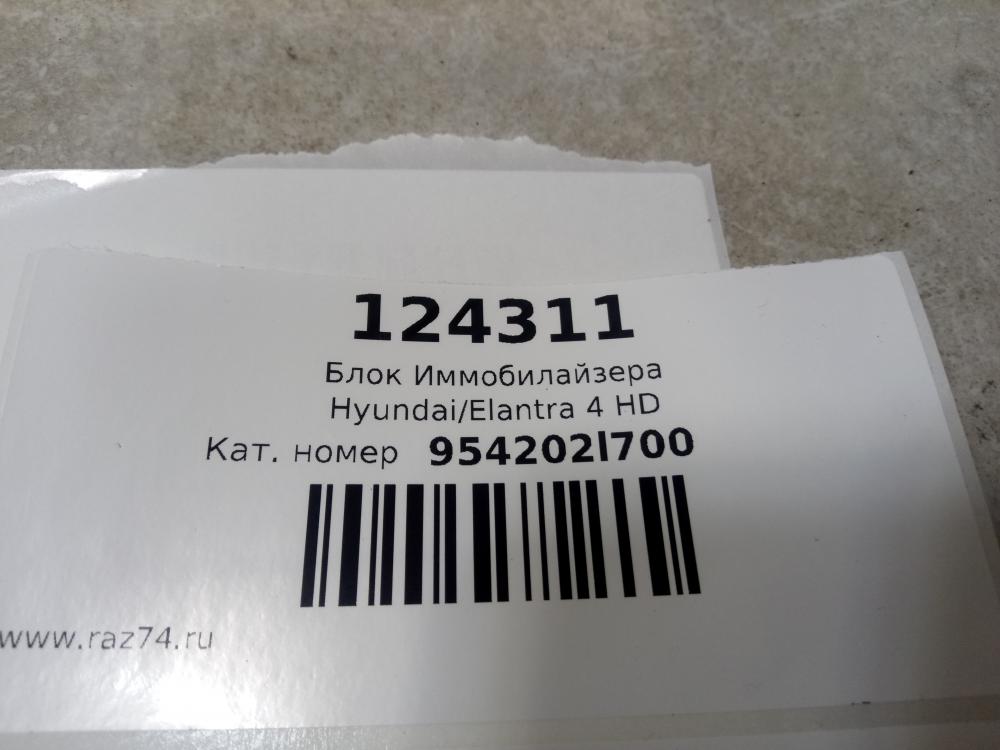 124311
Блок Иммобилайзера
Hyundai/Elantra 4 HD
Кат. номер 954202l700
www.raz74.ru